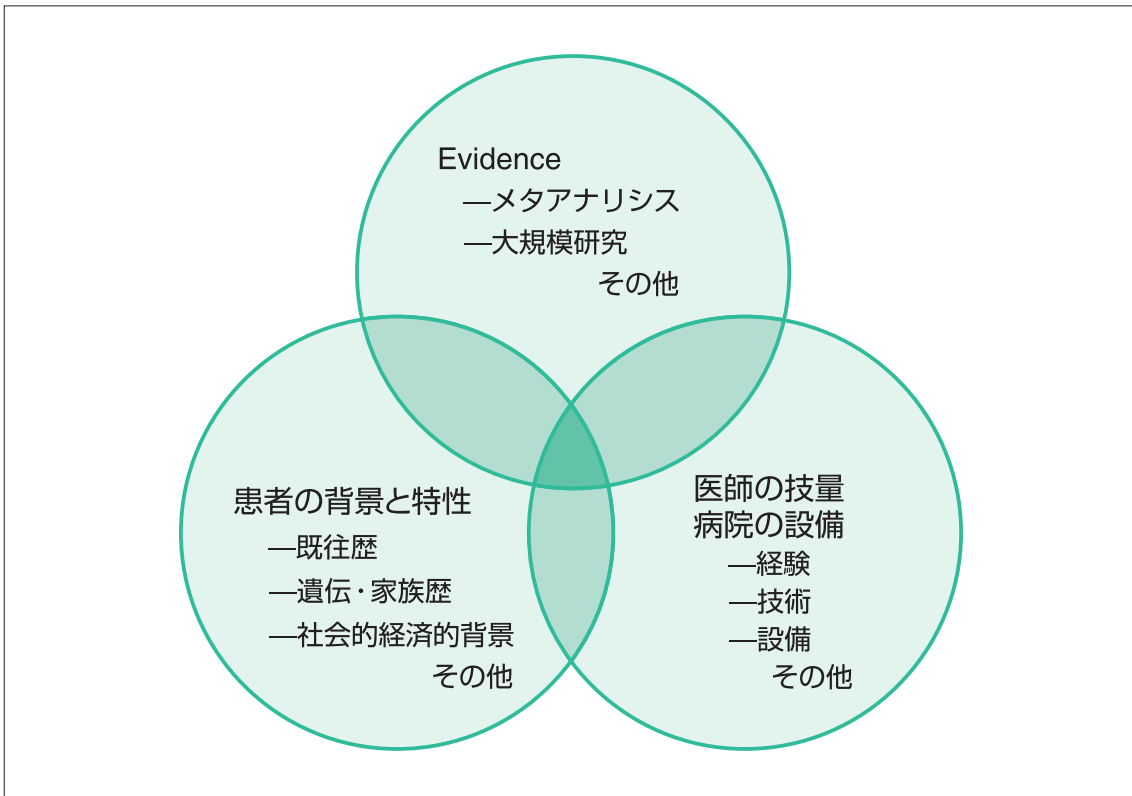 Evidence
—メタアナリシス
—大規模研究
その他
患者の背景と特性
—既往歴
—遺伝・家族歴
—社会的経済的背景
その他
医師の技量
病院の設備
—経験
—技術
—設備
その他